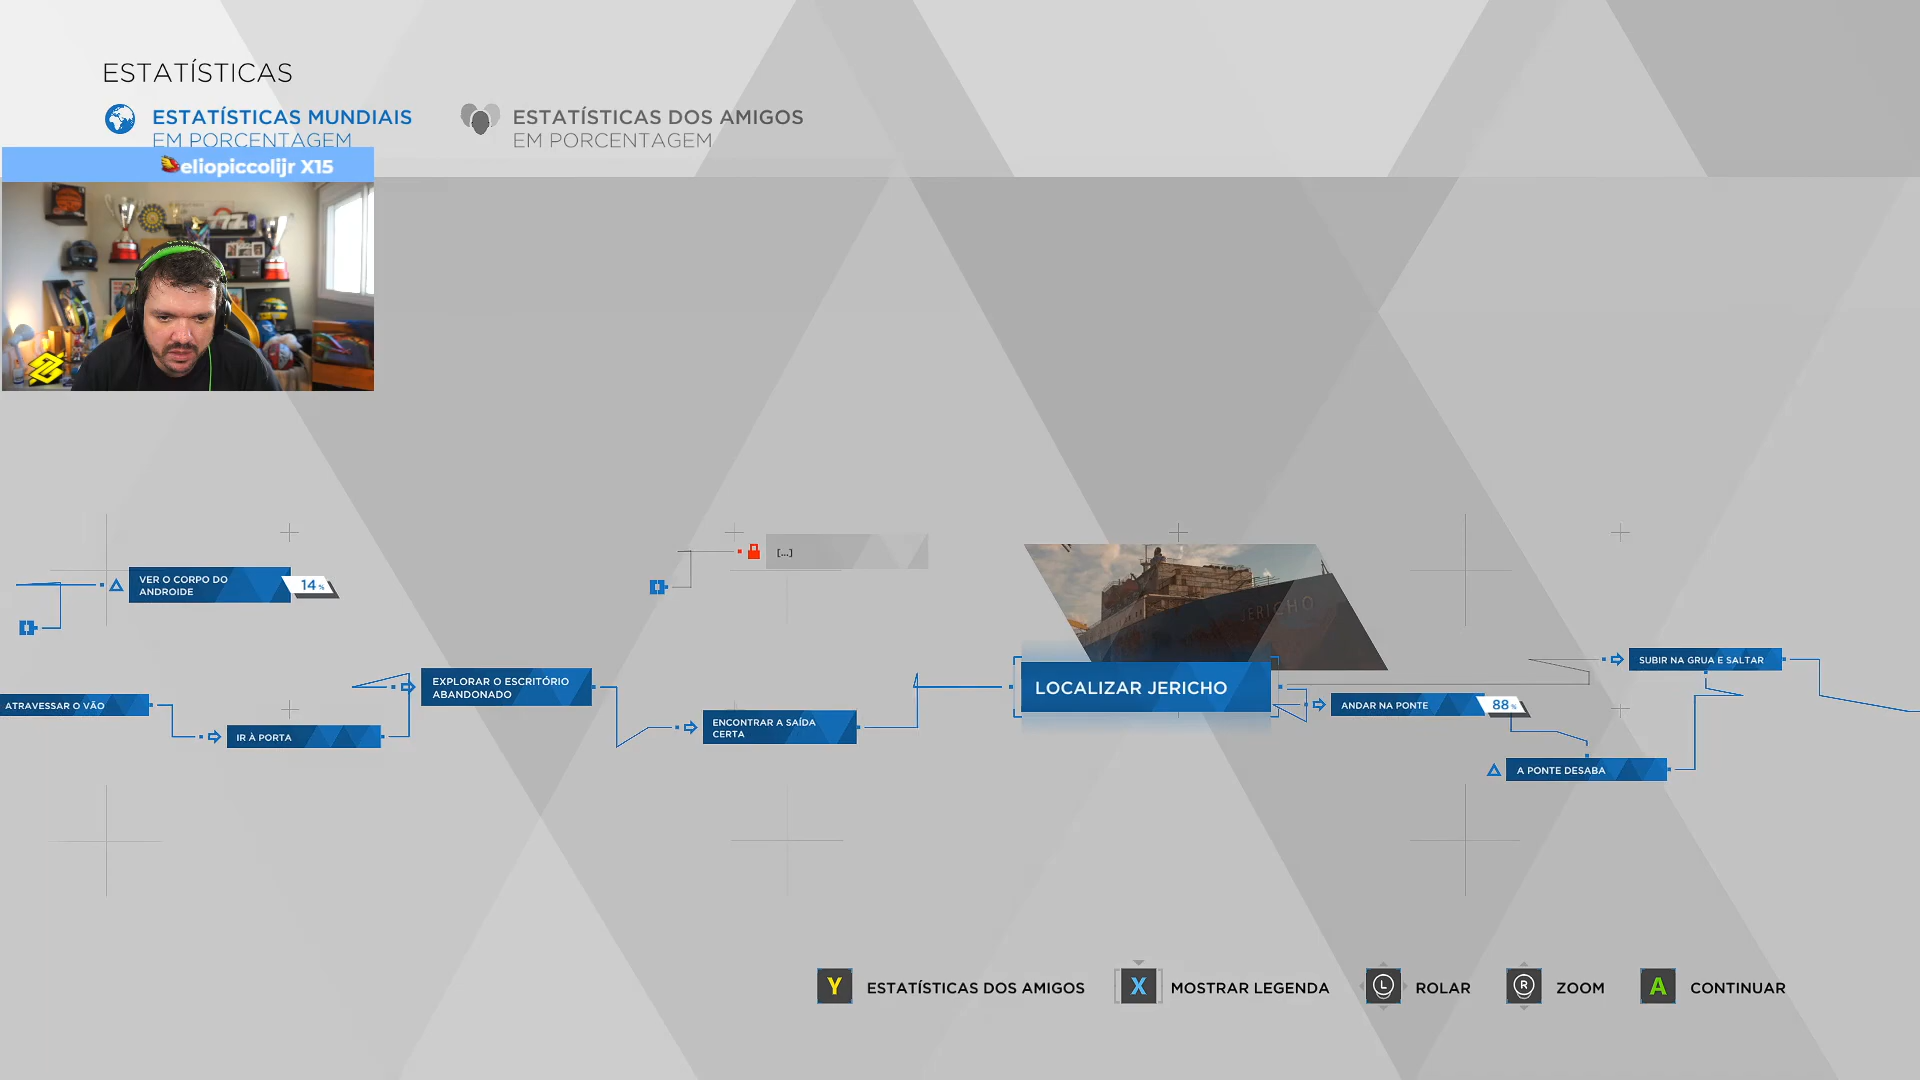 ESTATÍSTICAS
ESTATÍSTICAS MUNDIAIS
EM PORCENTAGEM
ESTATÍSTICAS DOS AMIGOS
EM PORCENTAGEM
eliopiccolijr X15
VER O CORPO DO
ANDROIDE
14%
ATRAVESSAR O VÃO
IR À PORTA
EXPLORAR O ESCRITÓRIO
ABANDONADO
[...]
ENCONTRAR A SAÍDA
CERTA
JERICHO
LOCALIZAR JERICHO
ANDAR NA PONTE
88%
A PONTE DESABA
SUBIR NA GRUA E SALTAR
Y ESTATÍSTICAS DOS AMIGOS
X MOSTRAR LEGENDA
L ROLAR
R ZOOM
A CONTINUAR